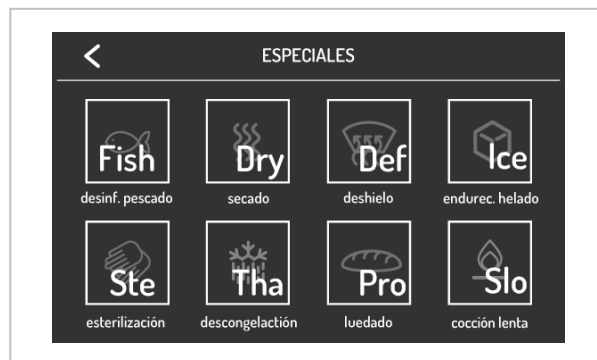 ESPECIALES
Fish Dry Def Ice
desinf. pescado secado deshielo endurec. helado
Ste Tha Pro Slo
esterilización descongelactión luedado cocción lenta